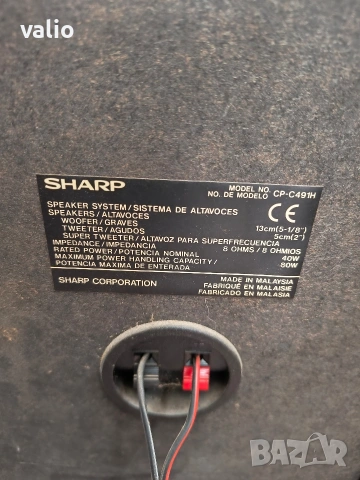 valio
SHARP
MODEL NO.
NO. DE MODELO CP-C491H
SPEAKER SYSTEM/SISTEMA DE ALTAVOCES
SPEAKERS/ALTAVOCES
WOOFER/GRAVES 13cm(5-1/8")
TWEETER/AGUDOS 5cm(2")
SUPER TWEETER/ALTAVOZ PARA SUPERFRECUENCIA
IMPEDANCE/IMPEDANCIA 8 OHMS/8 OHMIOS
RATED POWER/POTENCIA NOMINAL 40W
MAXIMUM POWER HANDLING CAPACITY/ 80W
POTENCIA MAXIMA DE ENTERADA
CE
SHARP CORPORATION
MADE IN MALAYSIA
FABRIQUÉ EN MALAISIE
FABRICADO EN MALASIA
BAZAR
bazar.bg